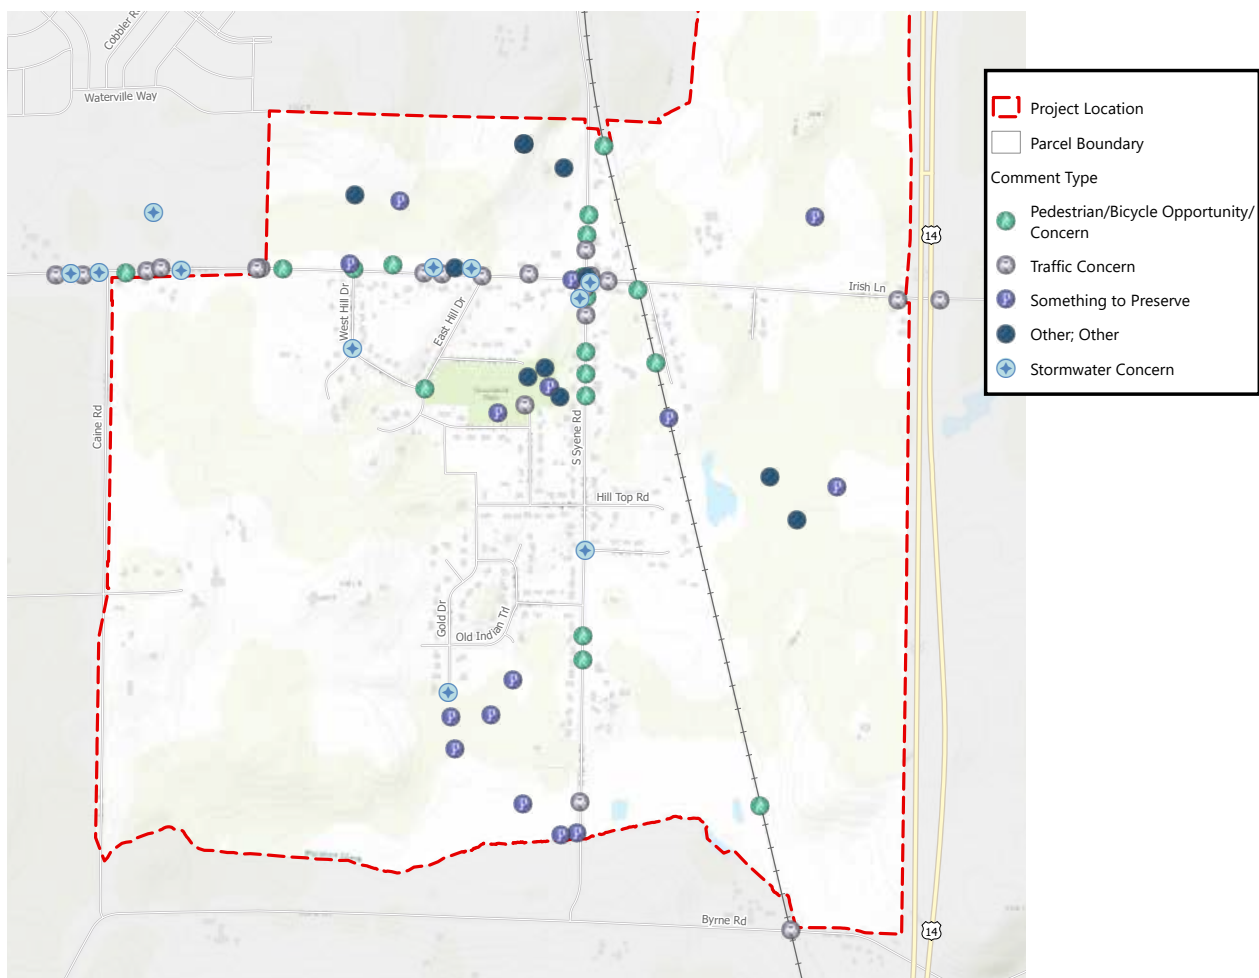 Cobbler Rd
Waterville Way
14
Irish Ln
West Hill Dr
East Hill Dr
Caine Rd
S Syene Rd
Hill Top Rd
Gold Dr
Old Indian Trl
Byrne Rd
14
Project Location
Parcel Boundary
Comment Type
Pedestrian/Bicycle Opportunity/
Concern
Traffic Concern
Something to Preserve
Other; Other
Stormwater Concern